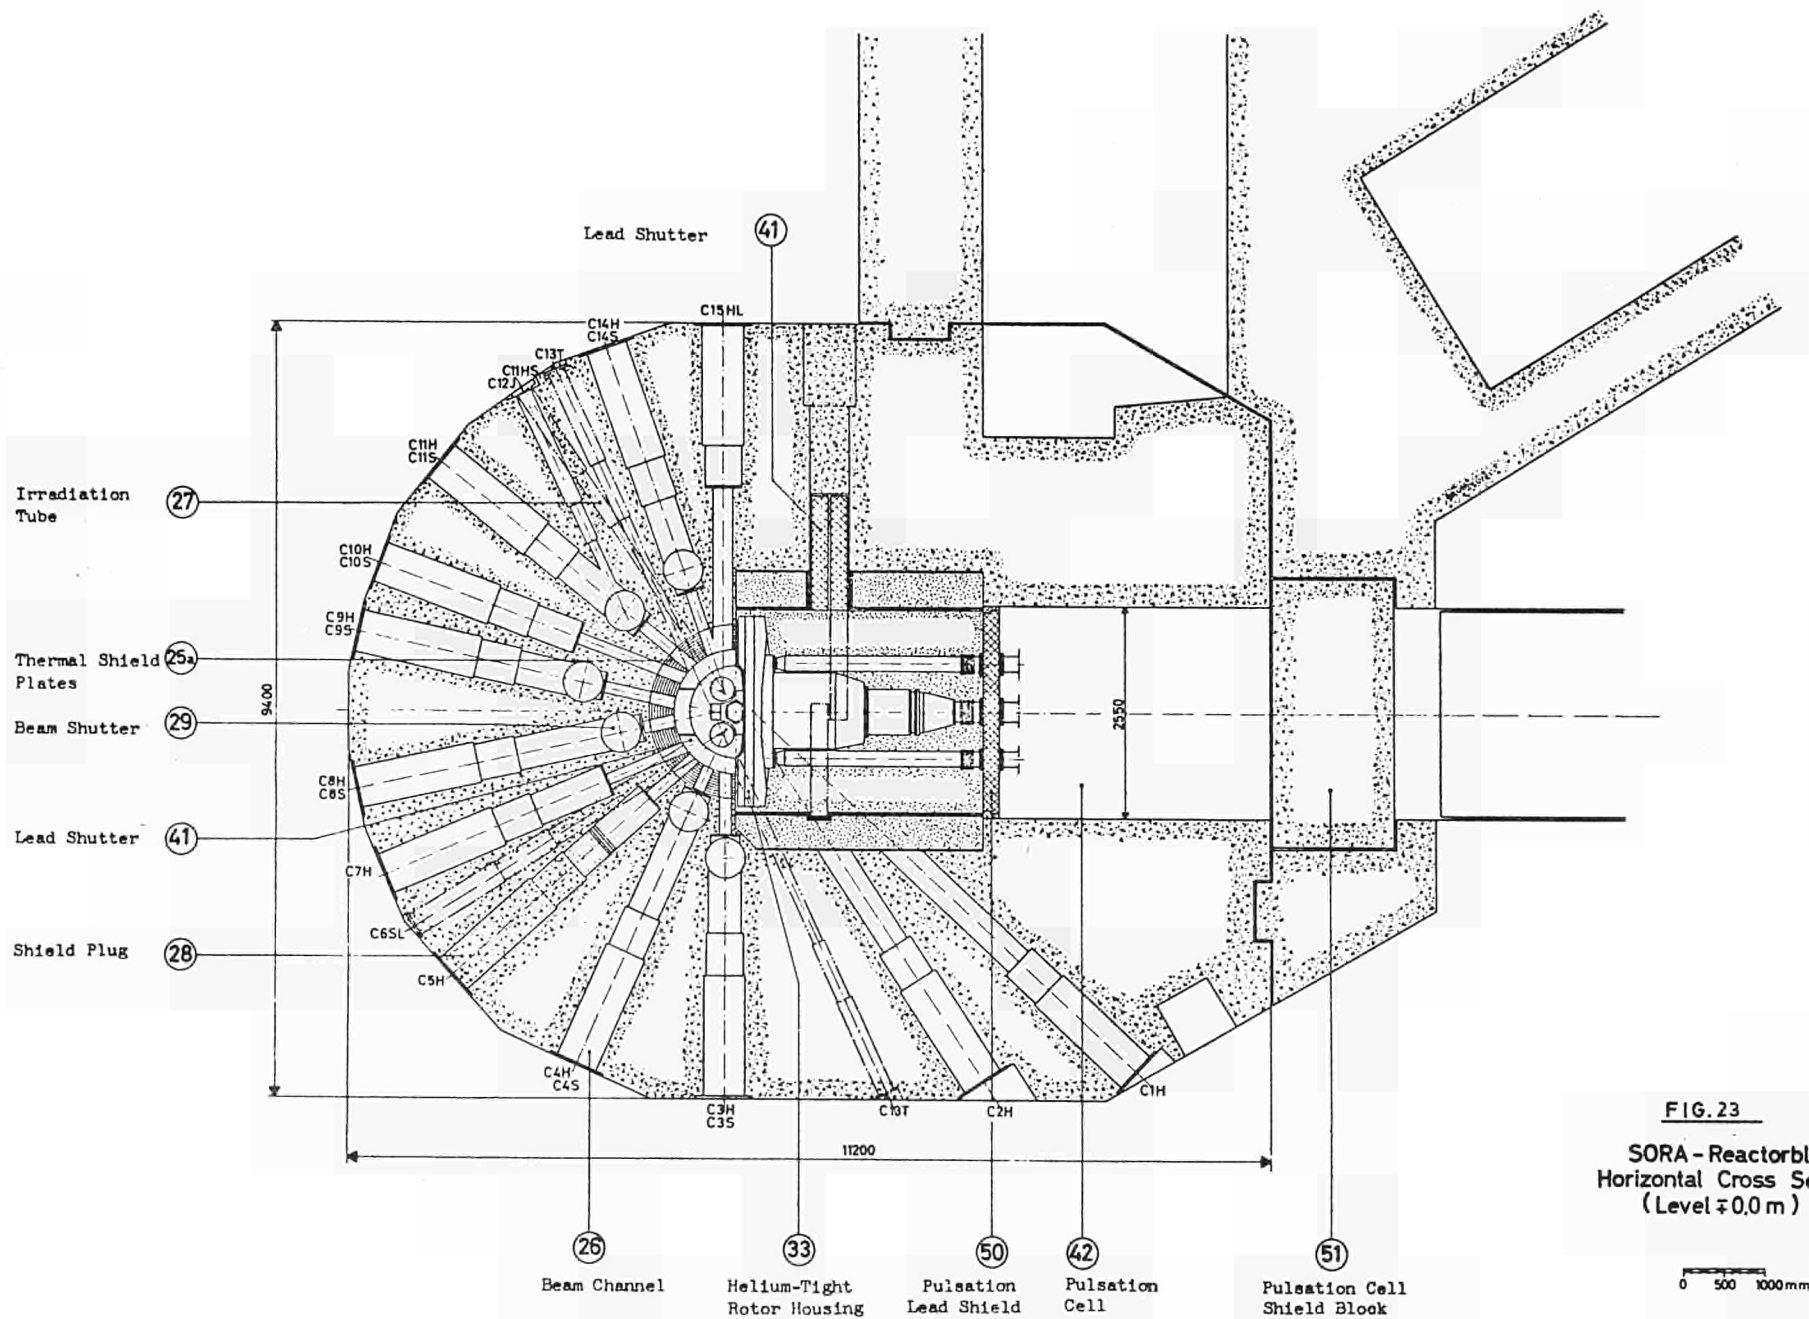 Lead Shutter
41
C15HL
C14H
C14S
C13T
C11HS
C12J
C11H
C11S
Irradiation
Tube
27
C10H
C10S
C9H
C9S
Thermal Shield
Plates
25a
9400
2550
Beam Shutter
29
C8H
C8S
Lead Shutter
41
C7H
C6SL
Shield Plug
28
C5H
C4H
C4S
C3H
C3S
C13T
C2H
C1H
11200
FIG. 23
SORA - Reactorbl
Horizontal Cross Se
(Level ∓0,0 m)
0 500 1000 mm
26
Beam Channel
33
Helium-Tight
Rotor Housing
50
Pulsation
Lead Shield
42
Pulsation
Cell
51
Pulsation Cell
Shield Block